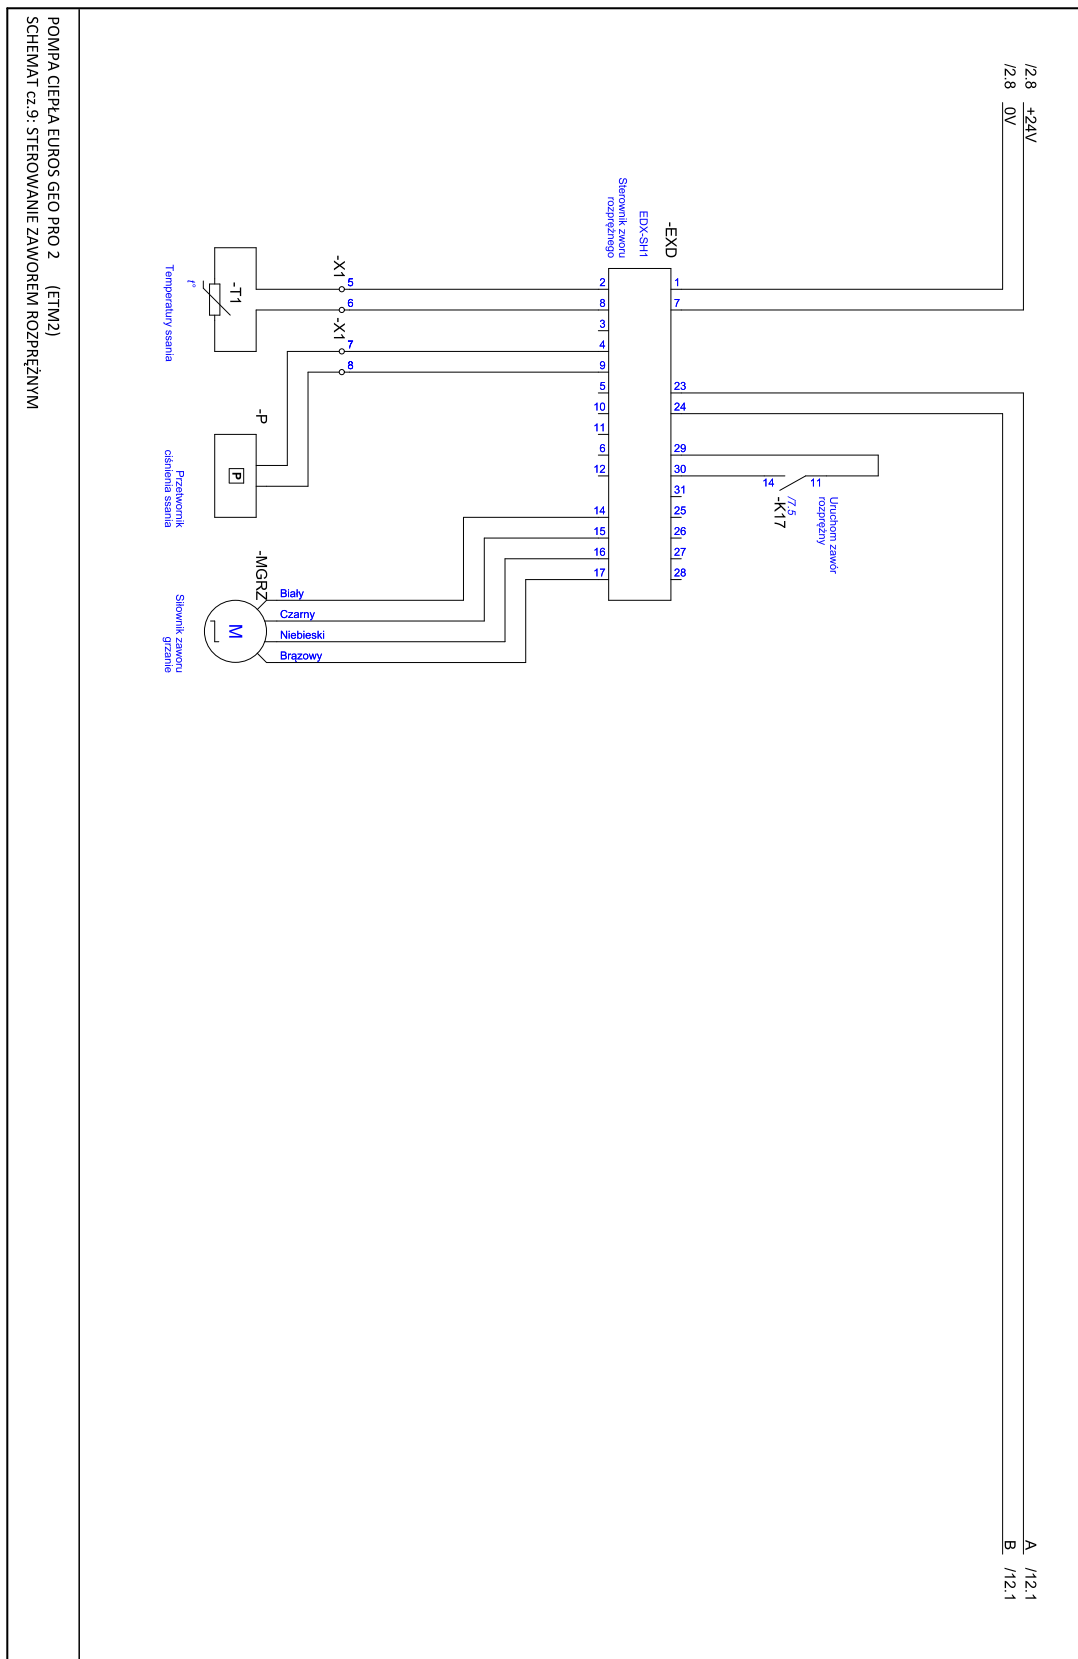 /2.8 +24V
/2.8 0V
A /12.1
B /12.1
-EXD
EDX-SH1
Sterownik zworu
rozprężnego
1
7
23
24
29
30
31
25
26
27
28
2
8
3
4
9
5
10
11
6
12
14
15
16
17
Uruchom zawór
rozprężny
14
11
/7.5
-K17
-X1
5
6
-X1
7
8
-T1
t°
Temperatury ssania
-P
P
Przetwornik
ciśnienia ssania
-MGRZ
Biały
Czarny
Niebieski
Brązowy
M
Siłownik zaworu
grzanie
POMPA CIEPŁA EUROS GEO PRO 2 (ETM2)
SCHEMAT cz.9: STEROWANIE ZAWOREM ROZPRĘŻNYM